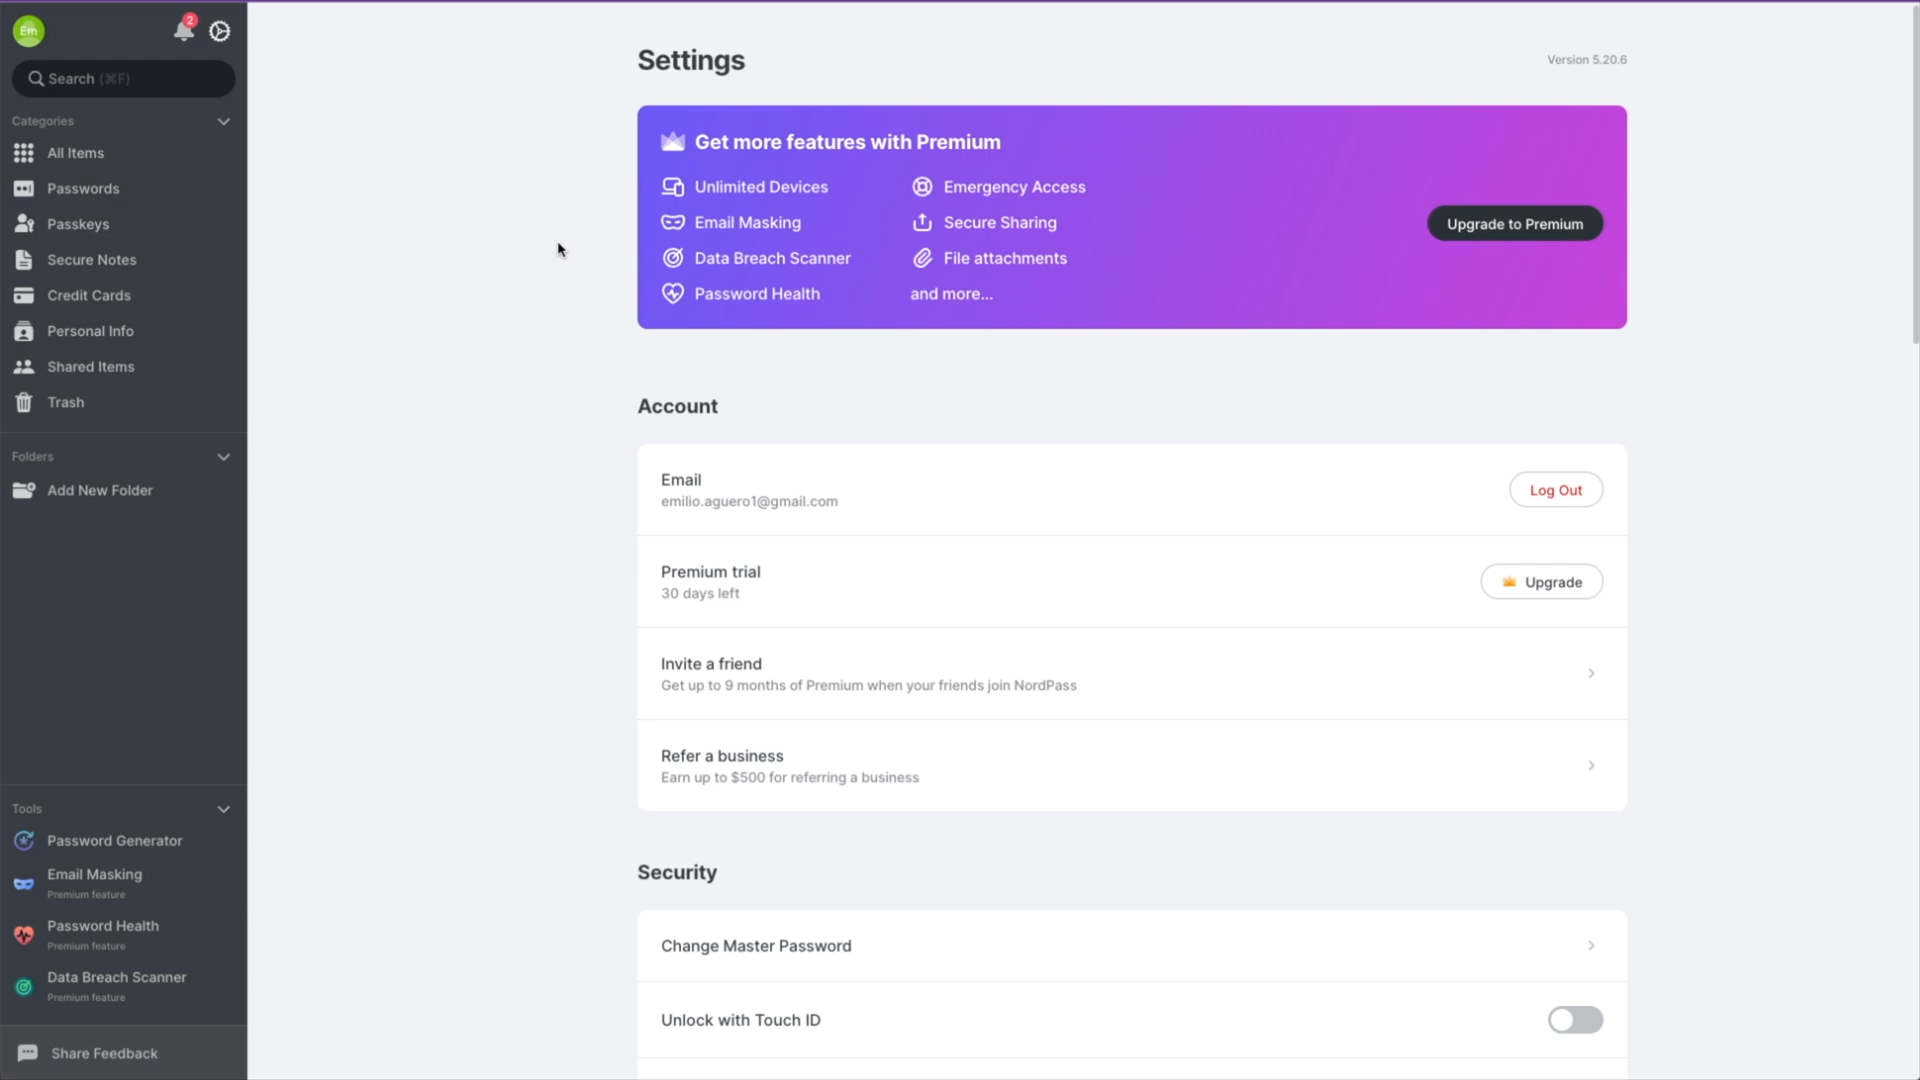 Em
2
Search (⌘F)
Categories
All Items
Passwords
Passkeys
Secure Notes
Credit Cards
Personal Info
Shared Items
Trash
Folders
Add New Folder
Tools
Password Generator
Email Masking
Premium feature
Password Health
Premium feature
Data Breach Scanner
Premium feature
Share Feedback
Settings
Version 5.20.6
Get more features with Premium
Unlimited Devices
Emergency Access
Email Masking
Secure Sharing
Data Breach Scanner
File attachments
Password Health
and more...
Upgrade to Premium
Account
Email
emilio.aguero1@gmail.com
Log Out
Premium trial
30 days left
Upgrade
Invite a friend
Get up to 9 months of Premium when your friends join NordPass
Refer a business
Earn up to $500 for referring a business
Security
Change Master Password
Unlock with Touch ID